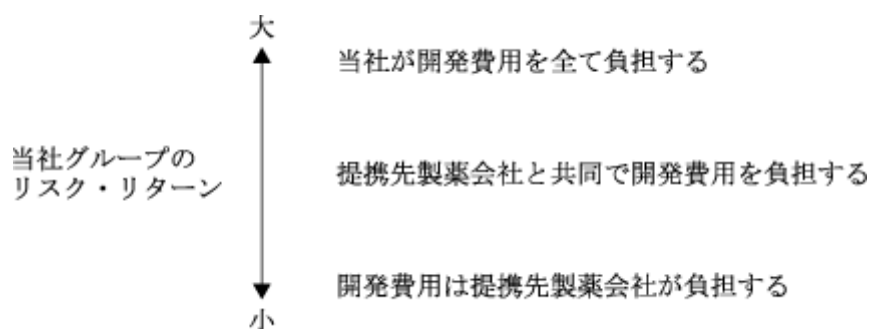 大
当社が開発費用を全て負担する
当社グループの
リスク・リターン
提携先製薬会社と共同で開発費用を負担する
開発費用は提携先製薬会社が負担する
小